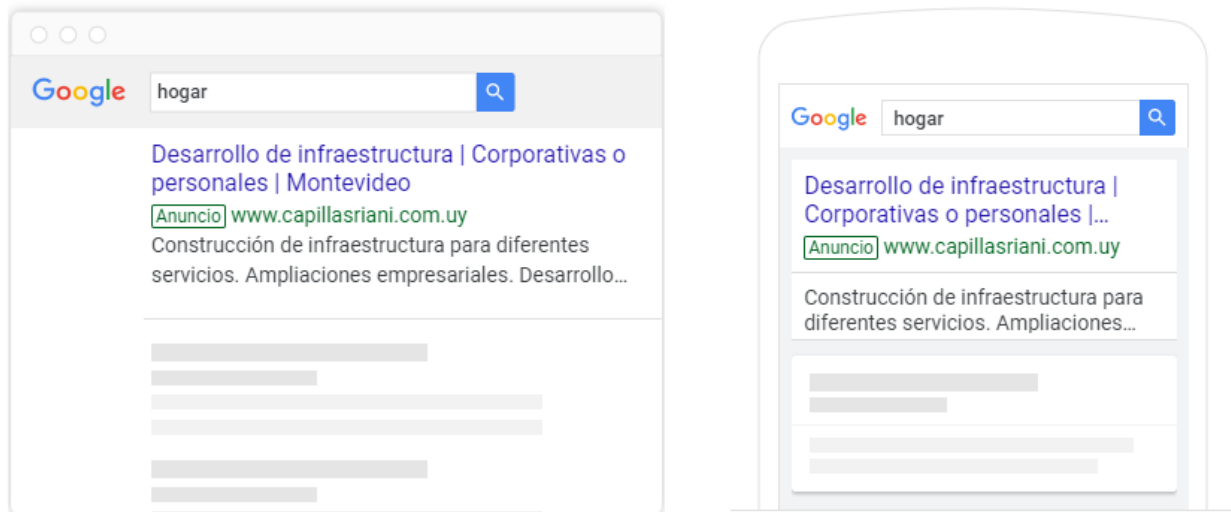 Google hogar
Desarrollo de infraestructura | Corporativas o
personales | Montevideo
Anuncio www.capillasriani.com.uy
Construcción de infraestructura para diferentes
servicios. Ampliaciones empresariales. Desarrollo...
Google hogar
Desarrollo de infraestructura |
Corporativas o personales |...
Anuncio www.capillasriani.com.uy
Construcción de infraestructura para
diferentes servicios. Ampliaciones...